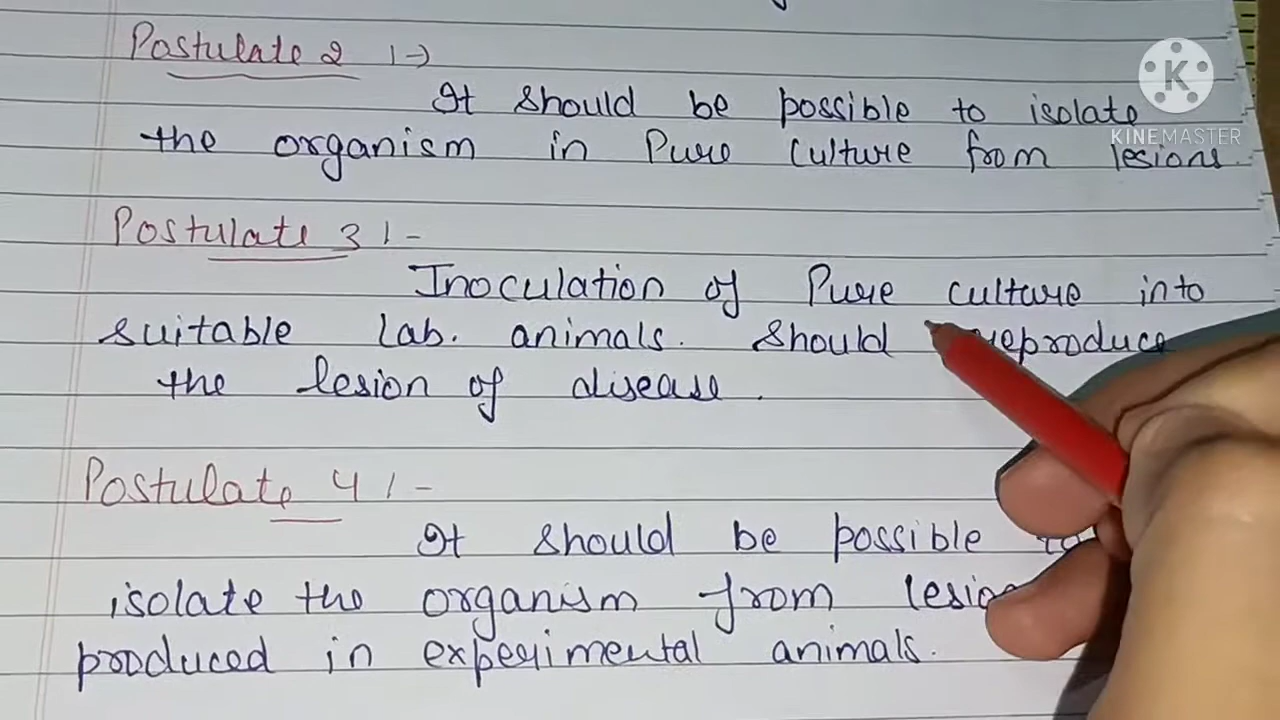 Postulate 2 :->
It should be possible to isolate
the organism in Pure culture from lesions
Postulate 3 :-
Inoculation of Pure culture into
suitable lab. animals. should reproduce
the lesion of disease.
Postulate 4 :-
It should be possible to
isolate the organism from
produced in experimental animals.
K
KINEMASTER